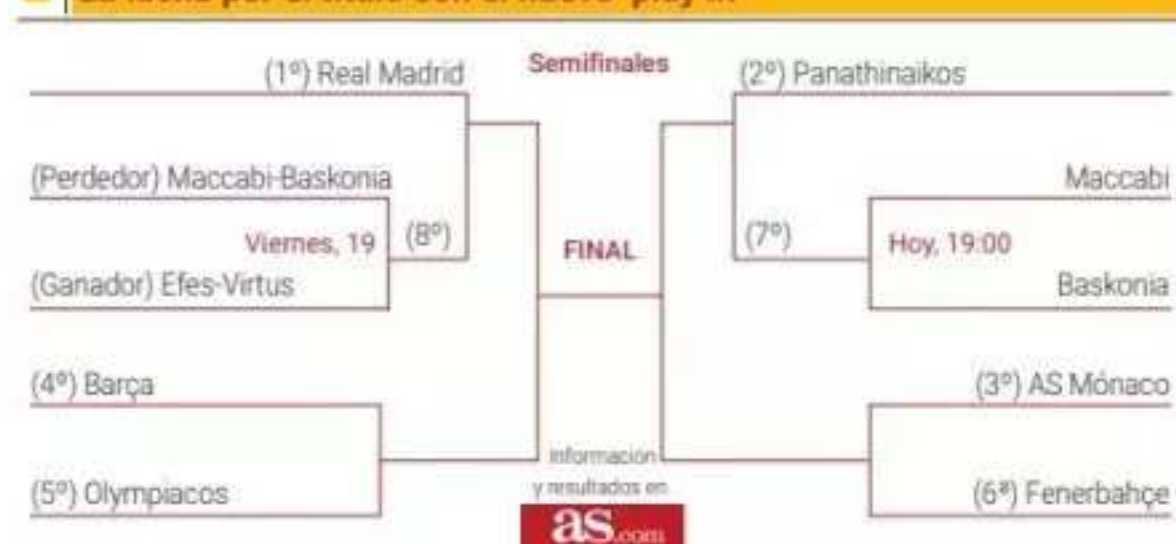 (1º) Real Madrid
Semifinales
(2º) Panathinaikos
(Perdedor) Maccabi-Baskonia
Maccabi
Viernes, 19
(8º)
FINAL
(7º)
Hoy, 19:00
(Ganador) Efes-Virtus
Baskonia
(4º) Barça
(3º) AS Mónaco
Información
y resultados en
(5º) Olympiacos
(6ª) Fenerbahçe
as.com